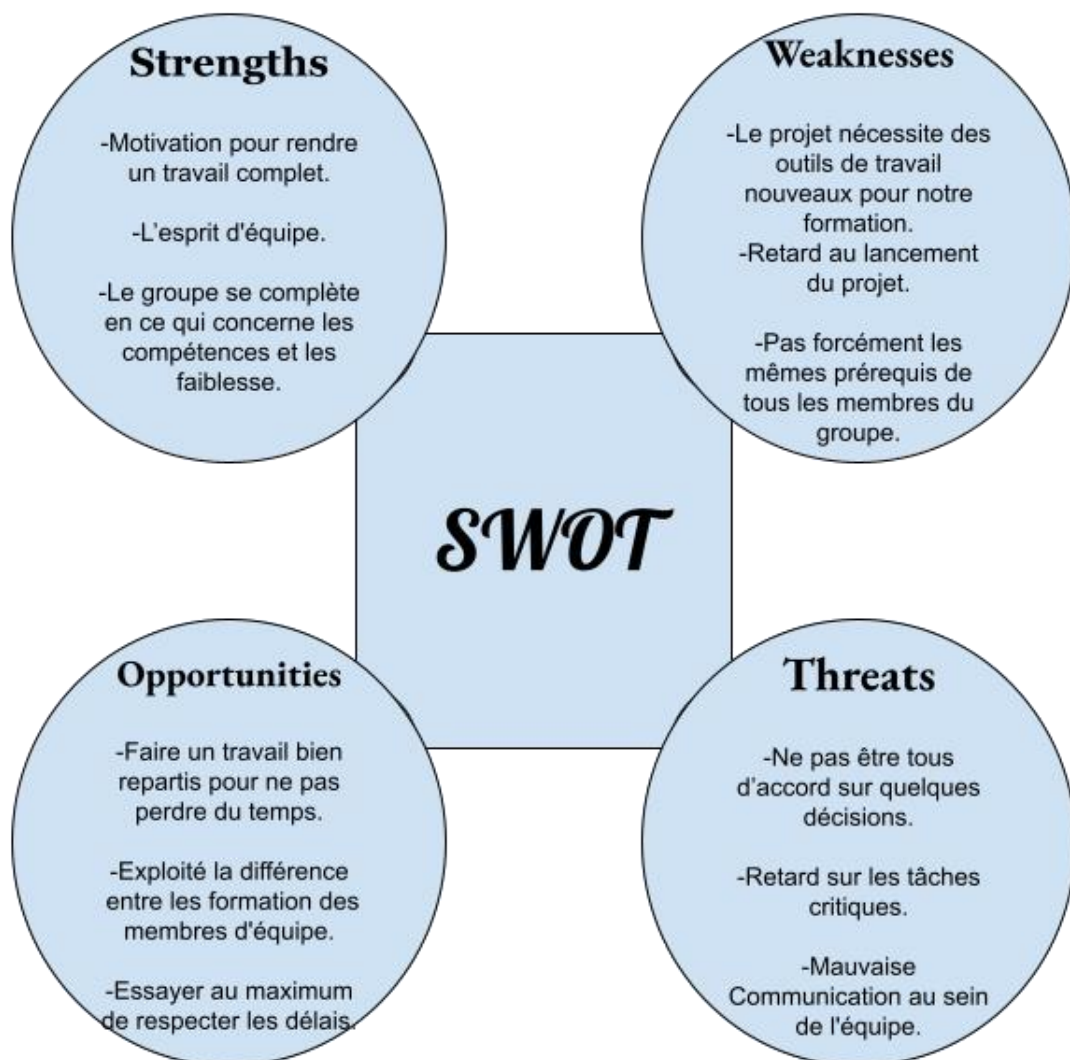 Strengths
-Motivation pour rendre
un travail complet.
-L'esprit d'équipe.
-Le groupe se complète
en ce qui concerne les
compétences et les
faiblesse.
Weaknesses
-Le projet nécessite des
outils de travail
nouveaux pour notre
formation.
-Retard au lancement
du projet.
-Pas forcément les
mêmes prérequis de
tous les membres du
groupe.
SWOT
Opportunities
-Faire un travail bien
repartis pour ne pas
perdre du temps.
-Exploité la différence
entre les formation des
membres d'équipe.
-Essayer au maximum
de respecter les délais.
Threats
-Ne pas être tous
d'accord sur quelques
décisions.
-Retard sur les tâches
critiques.
-Mauvaise
Communication au sein
de l'équipe.